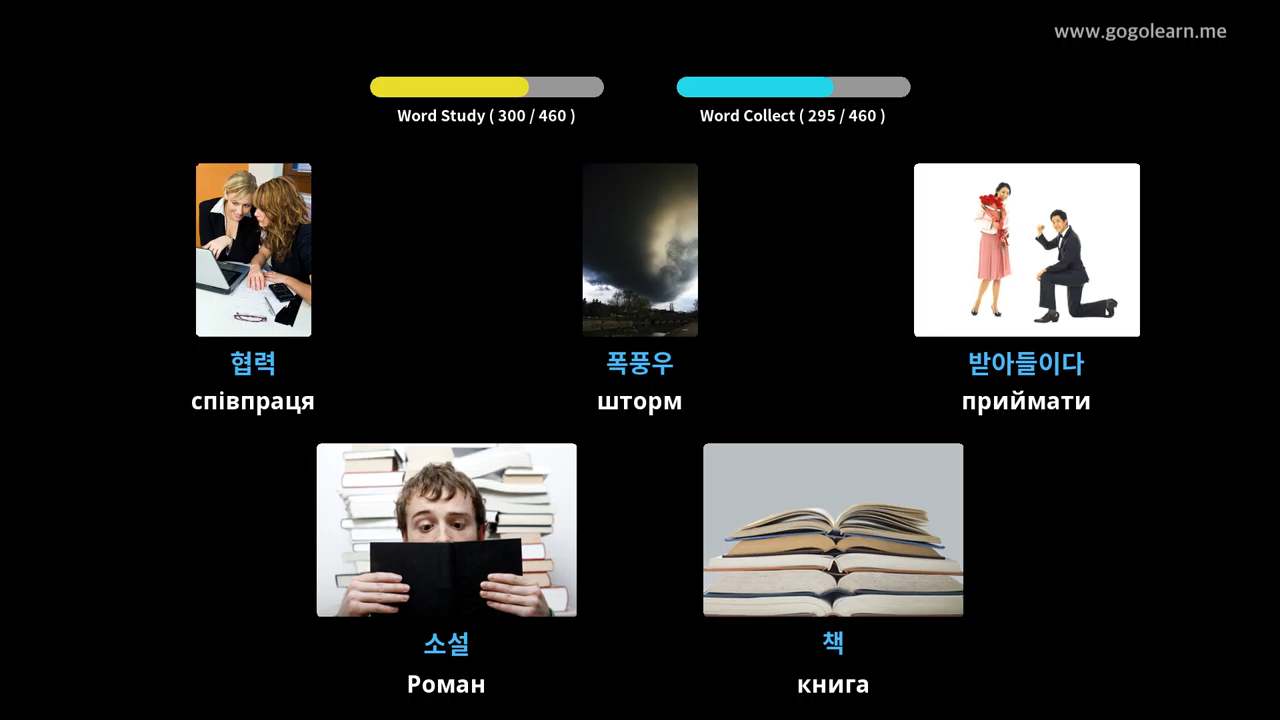 www.gogolearn.me
Word Study ( 300 / 460 )
Word Collect ( 295 / 460 )
협력
співпраця
폭풍우
шторм
받아들이다
приймати
소설
Роман
책
книга